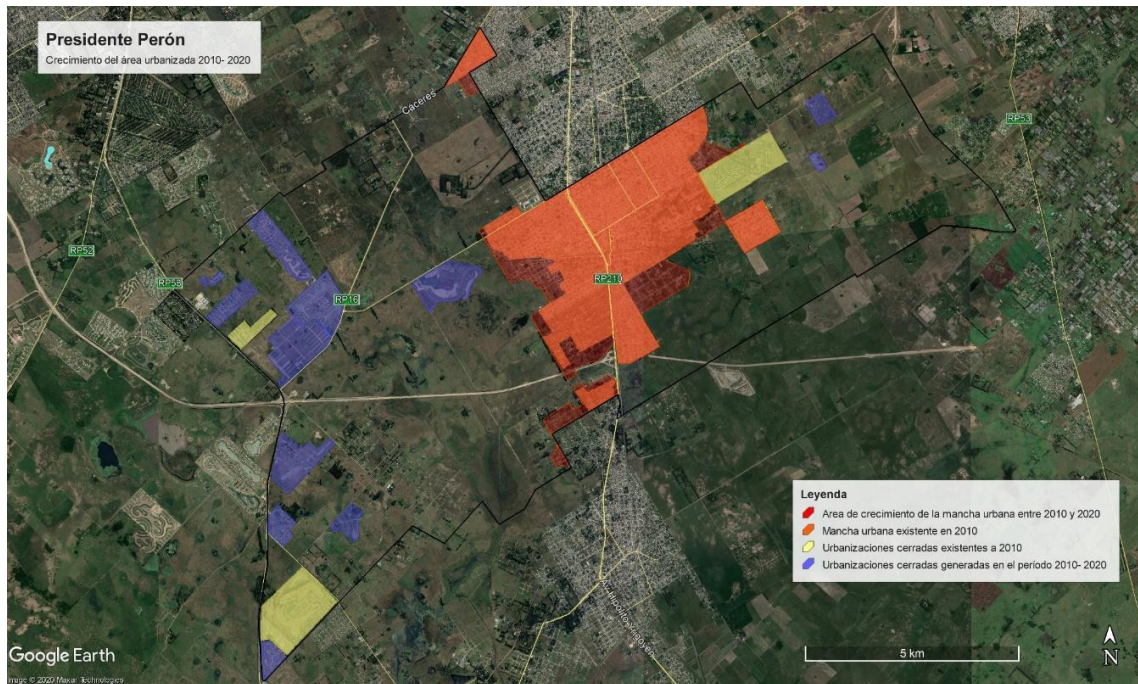 Presidente Perón
Crecimiento del área urbanizada 2010- 2020
Caceres
RP53
RP52
RP58
RP16
RP210
Hipolito Yrigoyen
Leyenda
Area de crecimiento de la mancha urbana entre 2010 y 2020
Mancha urbana existente en 2010
Urbanizaciones cerradas existentes a 2010
Urbanizaciones cerradas generadas en el período 2010- 2020
Google Earth
5 km
N
Image © 2020 Maxar Technologies